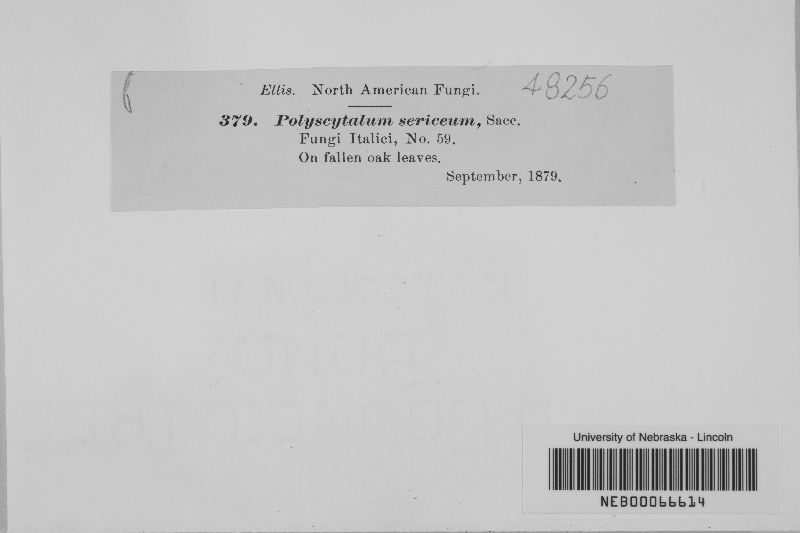 Ellis. North American Fungi. 48256
379. Polyscytalum sericeum, Sacc.
Fungi Italici, No. 59.
On fallen oak leaves.
September, 1879.
University of Nebraska - Lincoln
NEB00066614